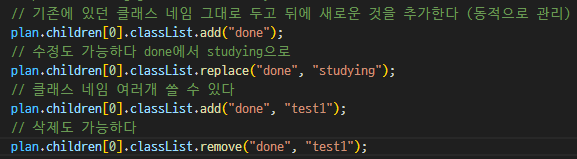 // 기존에 있던 클래스 네임 그대로 두고 뒤에 새로운 것을 추가한다 (동적으로 관리)
plan.children[0].classList.add("done");
// 수정도 가능하다 done에서 studying으로
plan.children[0].classList.replace("done", "studying");
// 클래스 네임 여러개 쓸 수 있다
plan.children[0].classList.add("done", "test1");
// 삭제도 가능하다
plan.children[0].classList.remove("done", "test1");